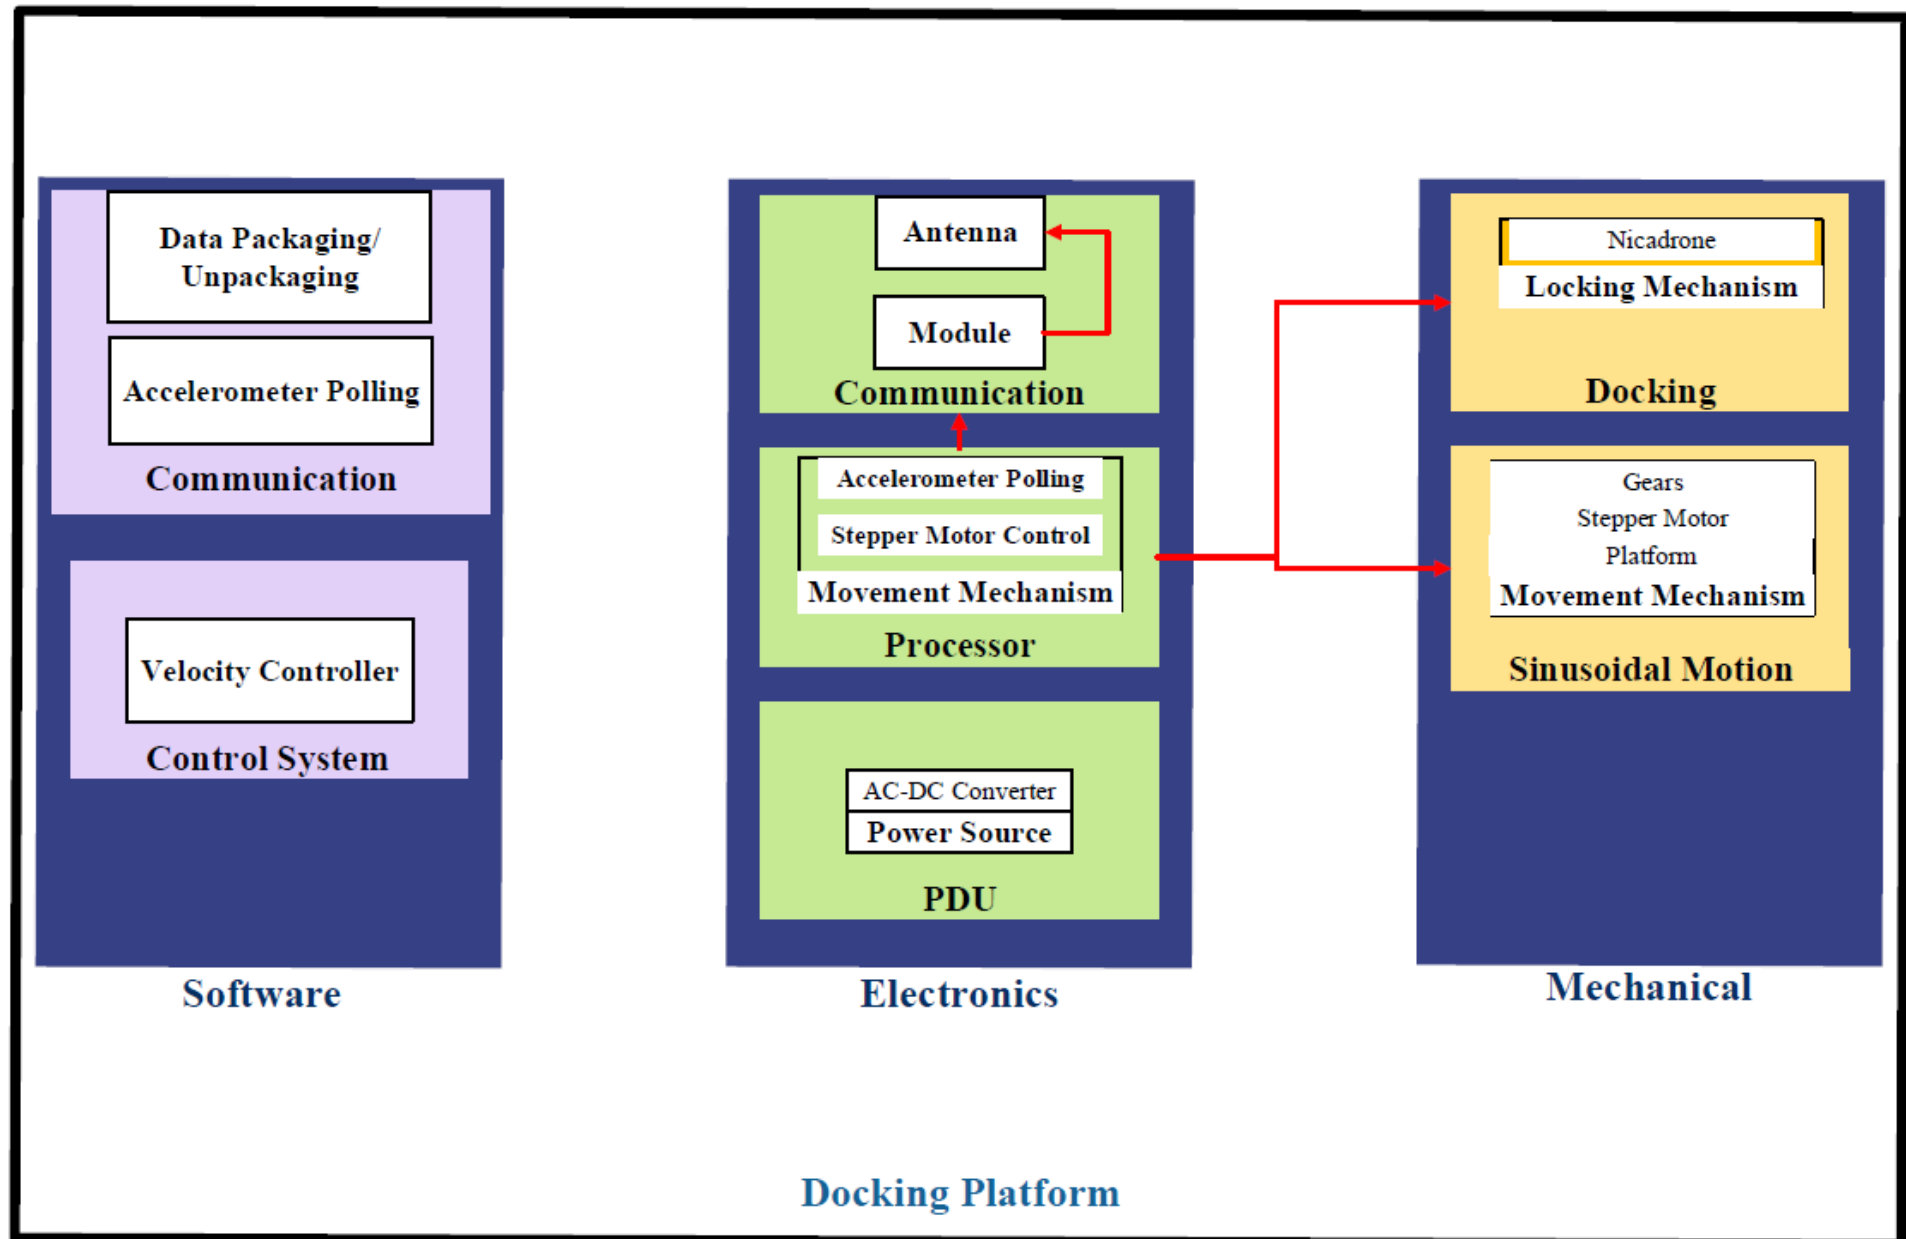 Data Packaging/
Unpackaging
Accelerometer Polling
Communication
Velocity Controller
Control System
Software
Antenna
Module
Communication
Accelerometer Polling
Stepper Motor Control
Movement Mechanism
Processor
AC-DC Converter
Power Source
PDU
Electronics
Nicadrone
Locking Mechanism
Docking
Gears
Stepper Motor
Platform
Movement Mechanism
Sinusoidal Motion
Mechanical
Docking Platform